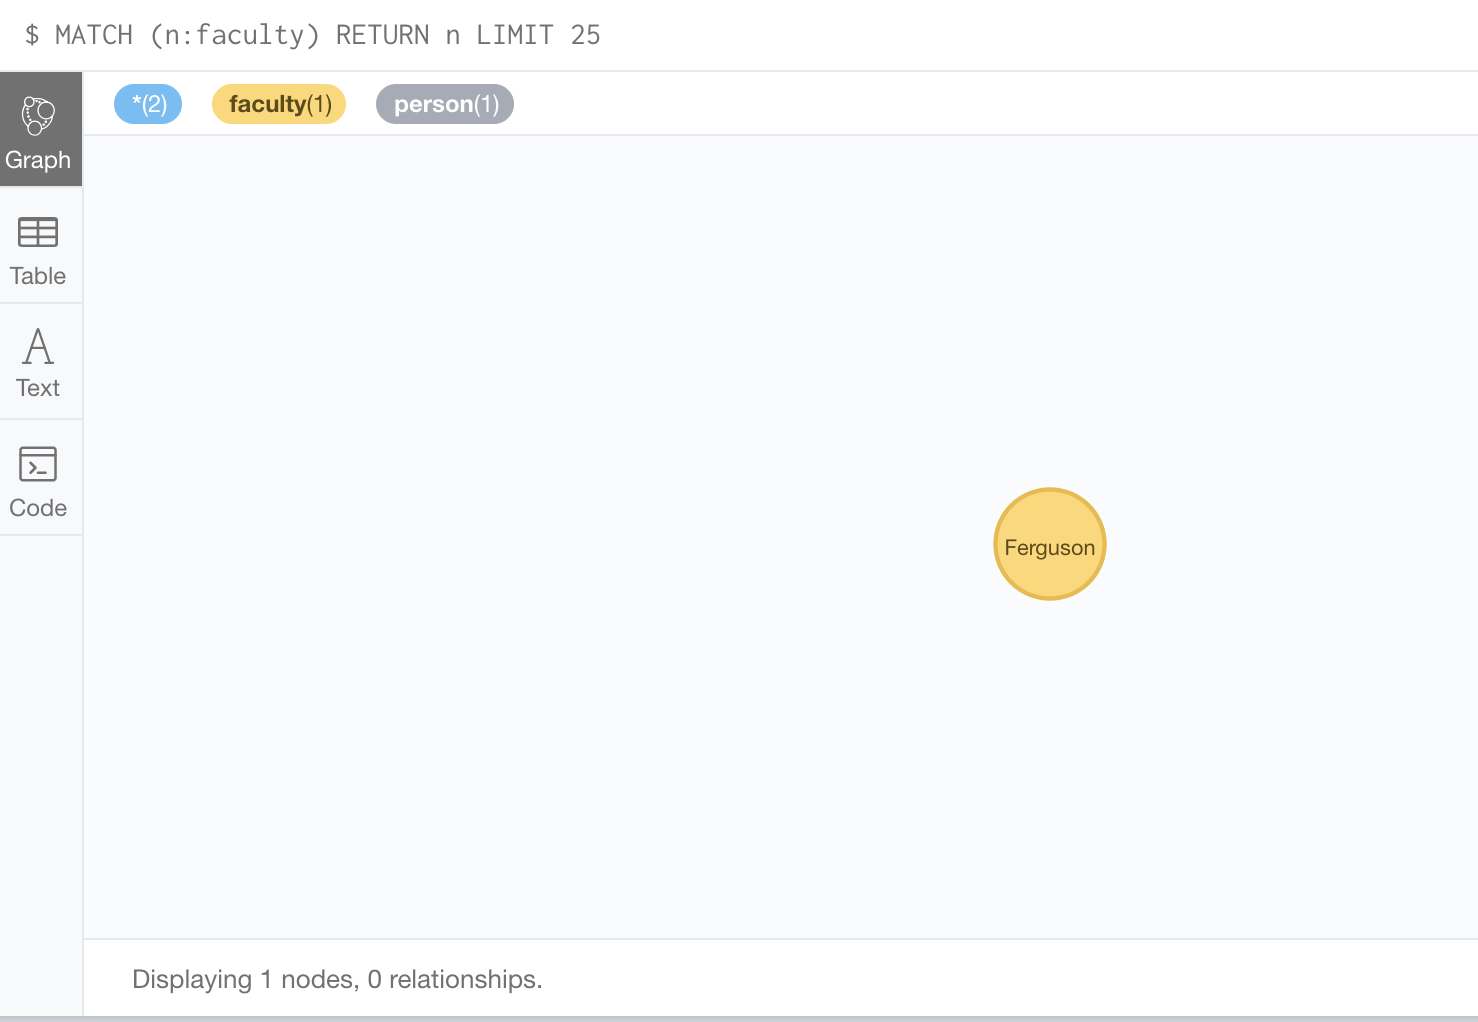 $ MATCH (n:faculty) RETURN n LIMIT 25
*(2) faculty(1) person(1)
Graph
Table
Text
Code
Ferguson
Displaying 1 nodes, 0 relationships.